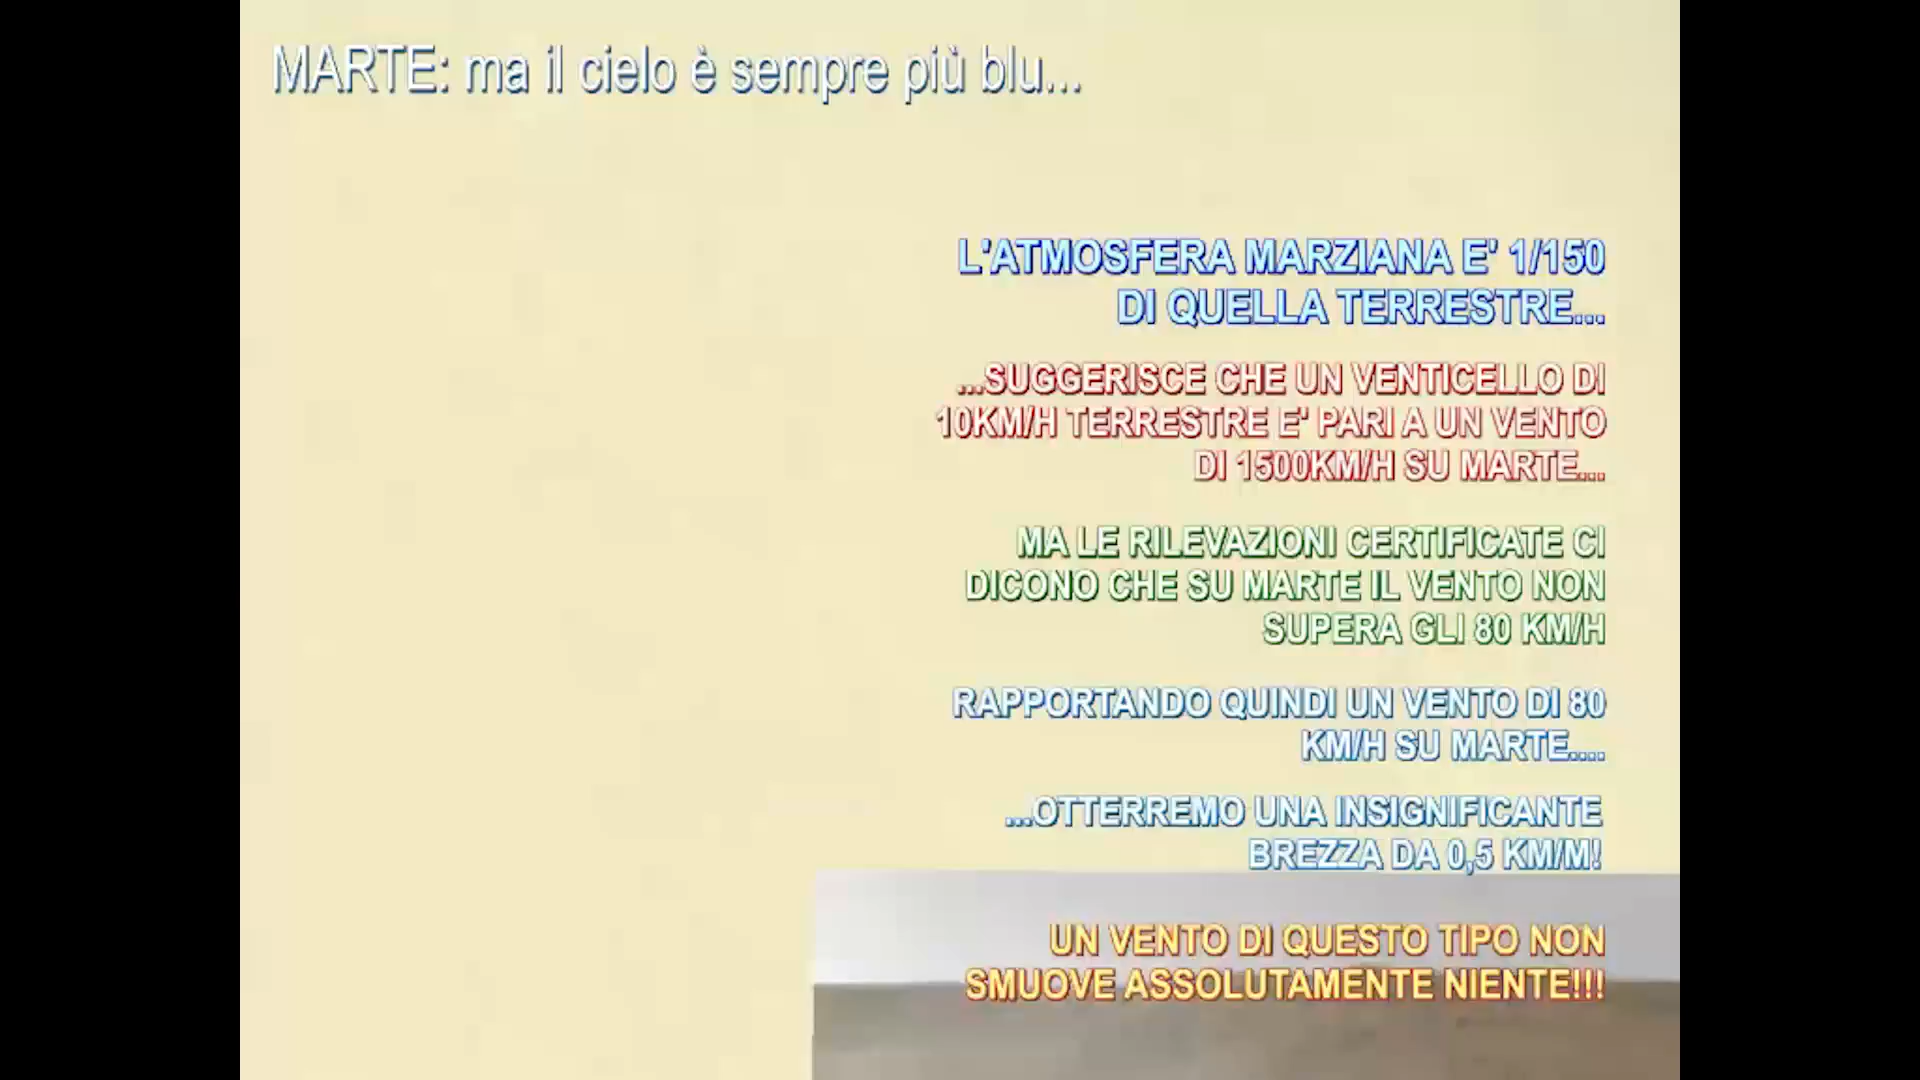 MARTE: ma il cielo è sempre più blu...
L'ATMOSFERA MARZIANA E' 1/150
DI QUELLA TERRESTRE...
...SUGGERISCE CHE UN VENTICELLO DI
10KM/H TERRESTRE E' PARI A UN VENTO
DI 1500KM/H SU MARTE...
MA LE RILEVAZIONI CERTIFICATE CI
DICONO CHE SU MARTE IL VENTO NON
SUPERA GLI 80 KM/H
RAPPORTANDO QUINDI UN VENTO DI 80
KM/H SU MARTE....
...OTTERREMO UNA INSIGNIFICANTE
BREZZA DA 0,5 KM/M!
UN VENTO DI QUESTO TIPO NON
SMUOVE ASSOLUTAMENTE NIENTE!!!